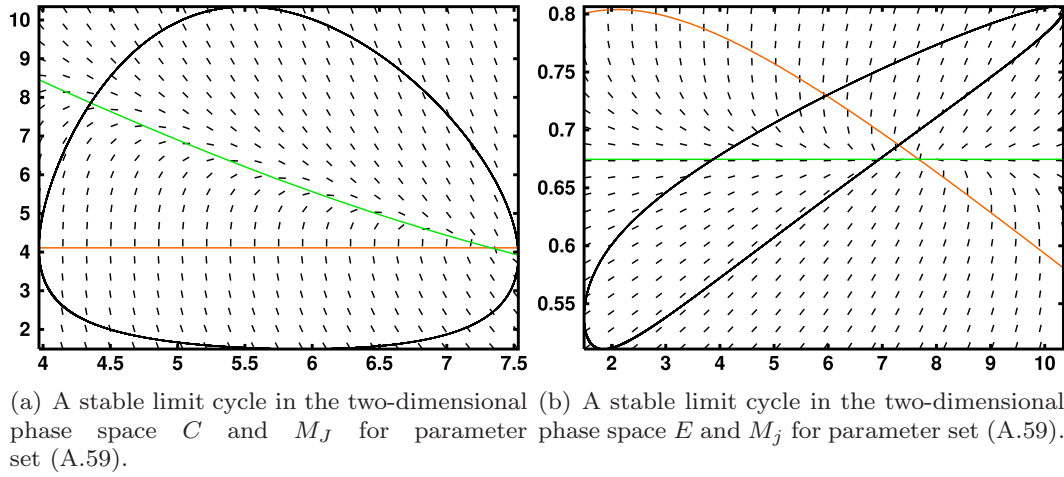 10
9
8
7
6
5
4
3
2
4 4.5 5 5.5 6 6.5 7 7.5
0.8
0.75
0.7
0.65
0.6
0.55
2 3 4 5 6 7 8 9 10
(a) A stable limit cycle in the two-dimensional
phase space C and M_J for parameter
set (A.59).
(b) A stable limit cycle in the two-dimensional
phase space E and M_j for parameter set (A.59).